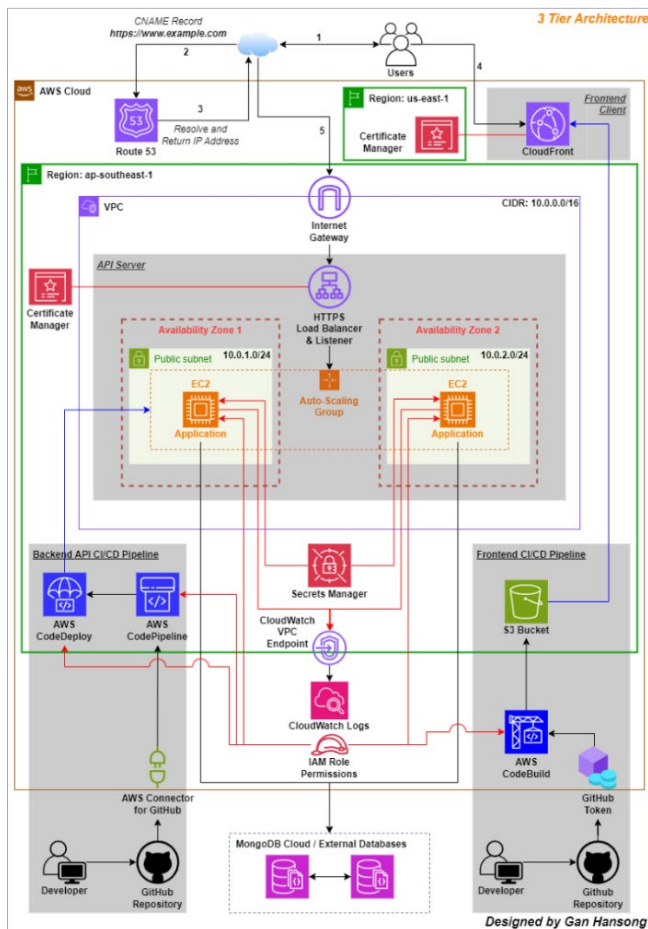 3 Tier Architecture
CNAME Record
https://www.example.com
1
Users
2
3
4
5
aws
AWS Cloud
53
Route 53
Resolve and
Return IP Address
Region: us-east-1
Certificate
Manager
Frontend
Client
CloudFront
Region: ap-southeast-1
VPC
CIDR: 10.0.0.0/16
Internet
Gateway
API Server
Certificate
Manager
HTTPS
Load Balancer
& Listener
Availability Zone 1
Public subnet
10.0.1.0/24
EC2
Application
Auto-Scaling
Group
Availability Zone 2
Public subnet
10.0.2.0/24
EC2
Application
Backend API CI/CD Pipeline
AWS
CodeDeploy
AWS
CodePipeline
Secrets Manager
CloudWatch
VPC
Endpoint
CloudWatch Logs
IAM Role
Permissions
Frontend CI/CD Pipeline
S3 Bucket
AWS
CodeBuild
GitHub
Token
AWS Connector
for GitHub
Developer
GitHub
Repository
MongoDB Cloud / External Databases
Developer
Github
Repository
Designed by Gan Hansong